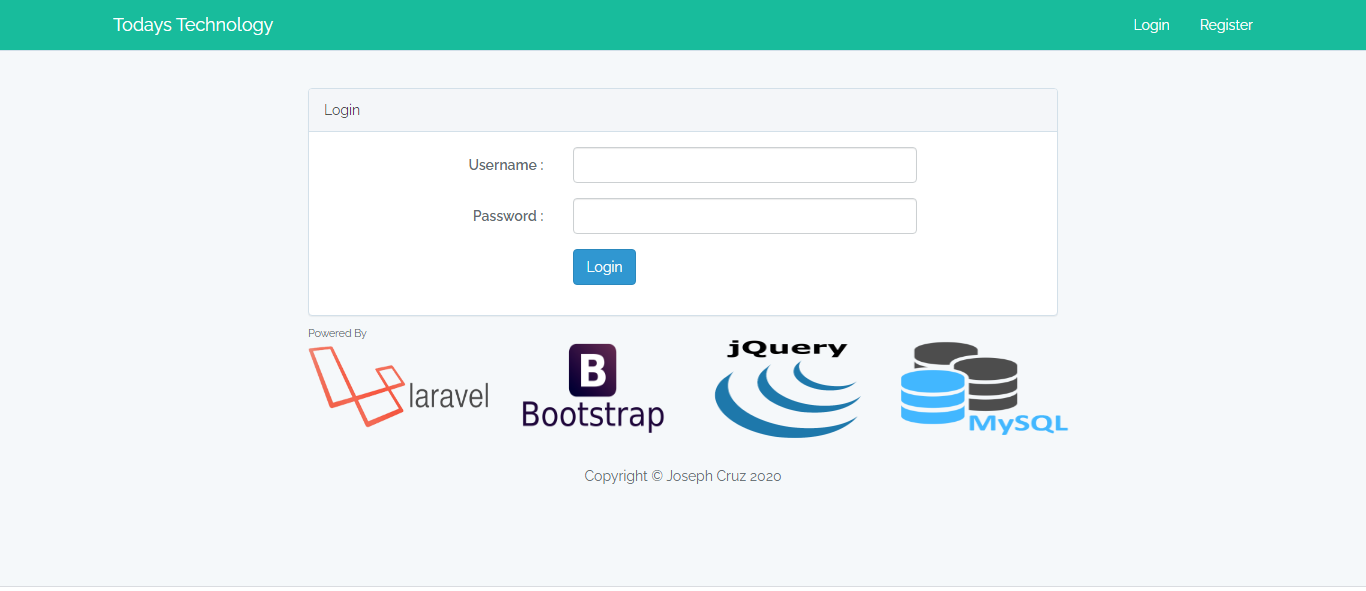 Todays Technology Login Register
Login
Username :
Password :
Login
Powered By
laravel
B
Bootstrap
jQuery
MySQL
Copyright © Joseph Cruz 2020